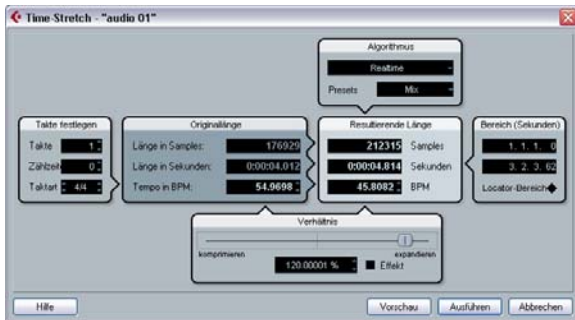 Time-Stretch - "audio 01"
Algorithmus
Realtime
Presets Mix
Takte festlegen
Takte 1
Zählzeit 0
Taktart 4/4
Originallänge
Länge in Samples: 176929
Länge in Sekunden: 0:00:04.012
Tempo in BPM: 54.9698
Resultierende Länge
212315 Samples
0:00:04.814 Sekunden
45.8082 BPM
Bereich (Sekunden)
1. 1. 1. 0
3. 2. 3. 62
Locator-Bereich
Verhältnis
komprimieren expandieren
120.00001 % Effekt
Hilfe Vorschau Ausführen Abbrechen